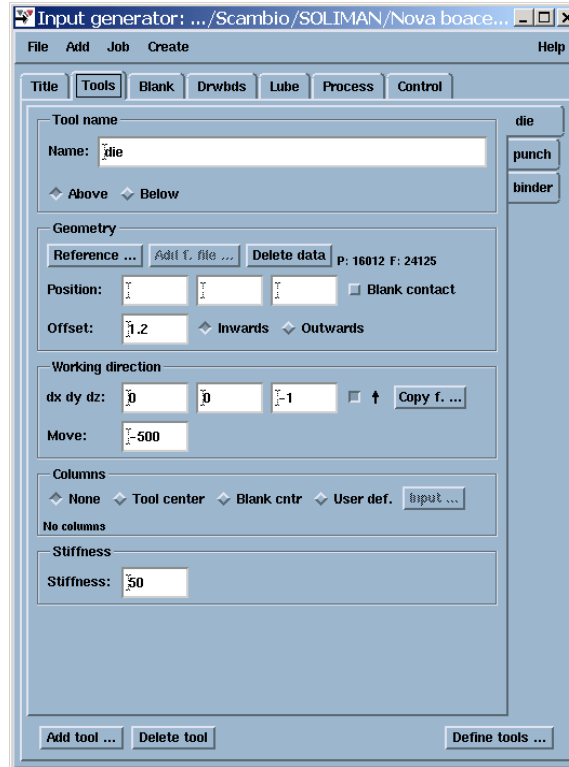 Input generator: .../Scambio/SOLIMAN/Nova boace...
File Add Job Create Help
Title Tools Blank Drwbds Lube Process Control
die
punch
binder
Tool name
Name: die
Above Below
Geometry
Reference ... Add f. file ... Delete data P: 16012 F: 24125
Position: Blank contact
Offset: 1.2 Inwards Outwards
Working direction
dx dy dz: 0 0 -1 Copy f. ...
Move: -500
Columns
None Tool center Blank cntr User def. Input ...
No columns
Stiffness
Stiffness: 50
Add tool ... Delete tool Define tools ...